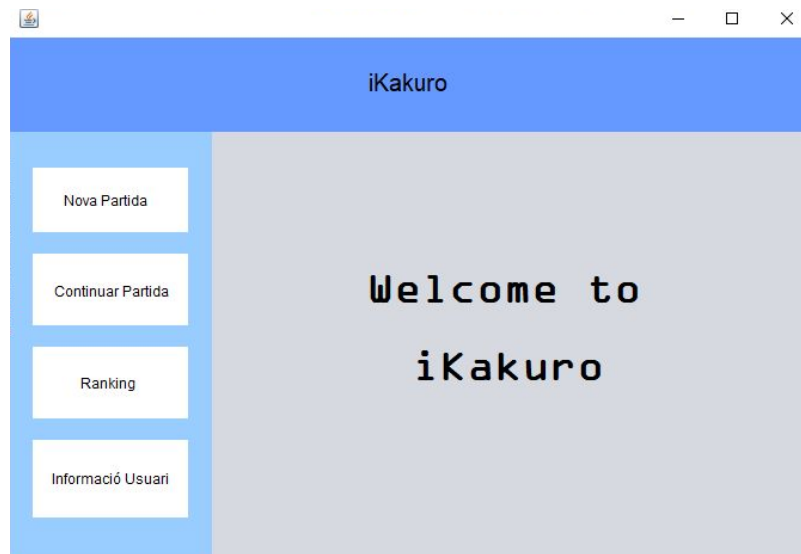 iKakuro
Nova Partida
Continuar Partida
Ranking
Informació Usuari
Welcome to
iKakuro